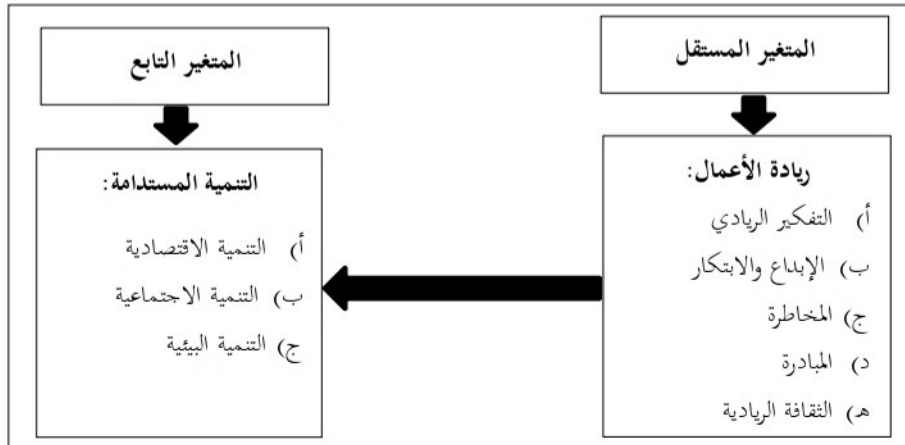 المتغير المستقل
ريادة الأعمال:
أ) التفكير الريادي
ب) الإبداع والابتكار
ج) المخاطرة
د) المبادرة
هـ) الثقافة الريادية
المتغير التابع
التنمية المستدامة:
أ) التنمية الاقتصادية
ب) التنمية الاجتماعية
ج) التنمية البيئية